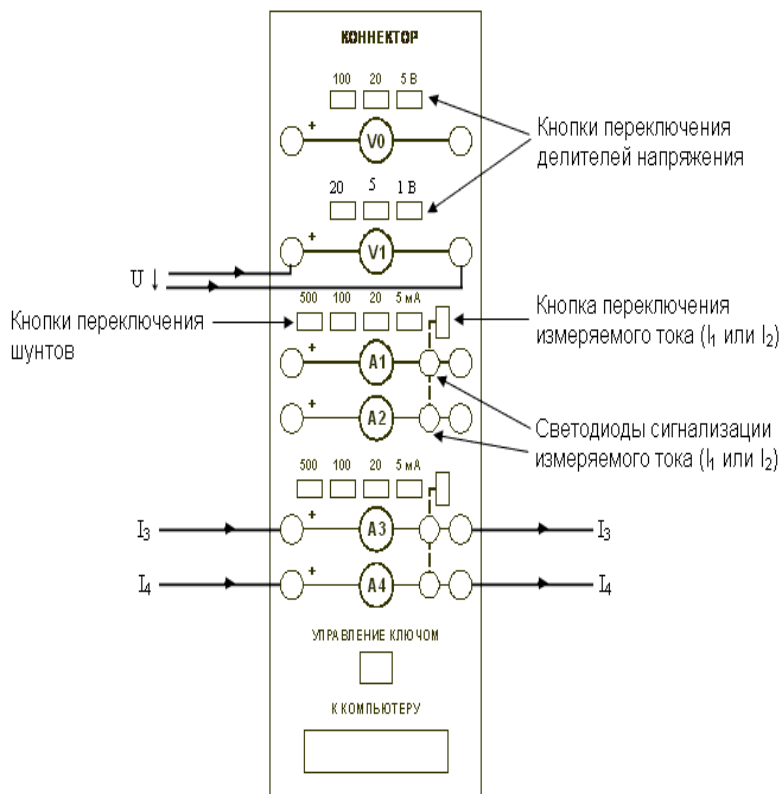 КОННЕКТОР
100 20 5 В
+ V0
Кнопки переключения
делителей напряжения
20 5 1 В
+ V1
U ↓
500 100 20 5 мА
Кнопки переключения
шунтов
Кнопка переключения
измеряемого тока (I₁ или I₂)
+ A1
+ A2
Светодиоды сигнализации
измеряемого тока (I₁ или I₂)
500 100 20 5 мА
I₃ + A3 I₃
I₄ + A4 I₄
УПРАВЛЕНИЕ КЛЮЧОМ
К КОМПЬЮТЕРУ